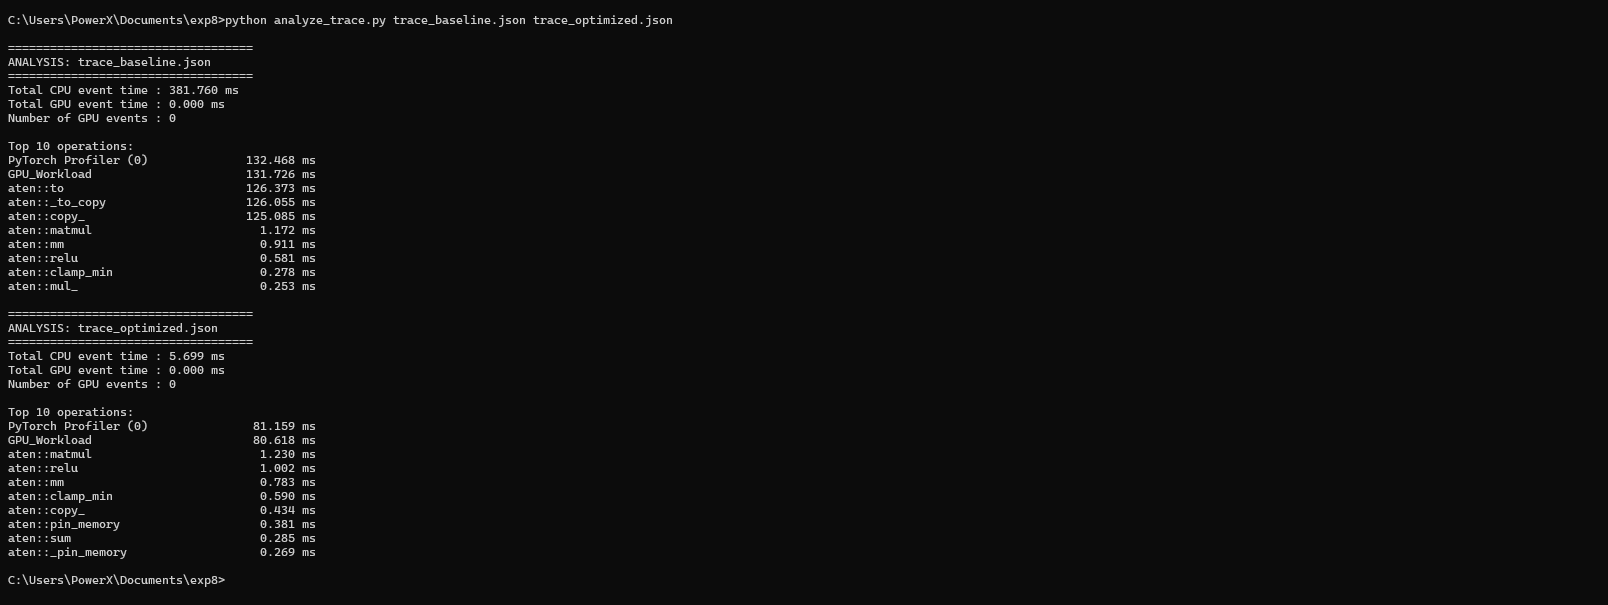 C:\Users\PowerX\Documents\exp8>python analyze_trace.py trace_baseline.json trace_optimized.json
===================================
ANALYSIS: trace_baseline.json
===================================
Total CPU event time : 381.760 ms
Total GPU event time : 0.000 ms
Number of GPU events : 0
Top 10 operations:
PyTorch Profiler (0)              132.468 ms
GPU_Workload                      131.726 ms
aten::to                          126.373 ms
aten::_to_copy                    126.055 ms
aten::copy_                       125.085 ms
aten::matmul                        1.172 ms
aten::mm                            0.911 ms
aten::relu                          0.581 ms
aten::clamp_min                     0.278 ms
aten::mul_                          0.253 ms
===================================
ANALYSIS: trace_optimized.json
===================================
Total CPU event time : 5.699 ms
Total GPU event time : 0.000 ms
Number of GPU events : 0
Top 10 operations:
PyTorch Profiler (0)               81.159 ms
GPU_Workload                       80.618 ms
aten::matmul                        1.230 ms
aten::relu                          1.002 ms
aten::mm                            0.783 ms
aten::clamp_min                     0.590 ms
aten::copy_                         0.434 ms
aten::pin_memory                    0.381 ms
aten::sum                           0.285 ms
aten::_pin_memory                   0.269 ms
C:\Users\PowerX\Documents\exp8>